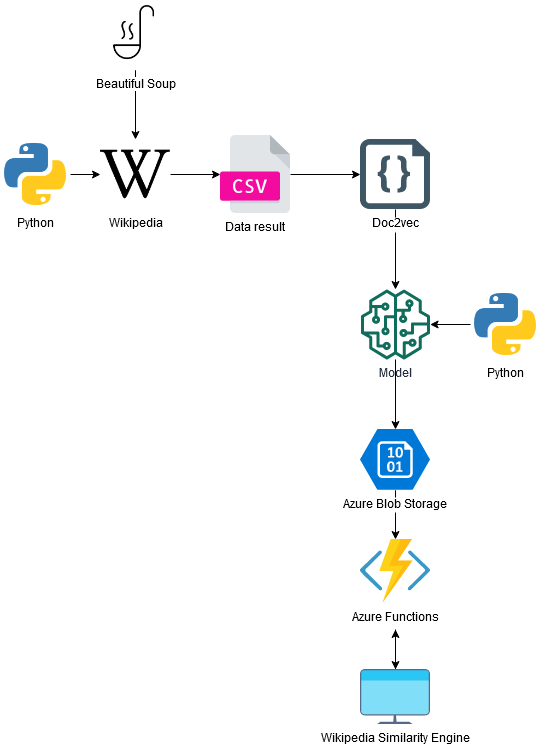 Beautiful Soup
W
CSV
{}
Python
Wikipedia
Data result
Doc2vec
Model
Python
10
01
Azure Blob Storage
Azure Functions
Wikipedia Similarity Engine